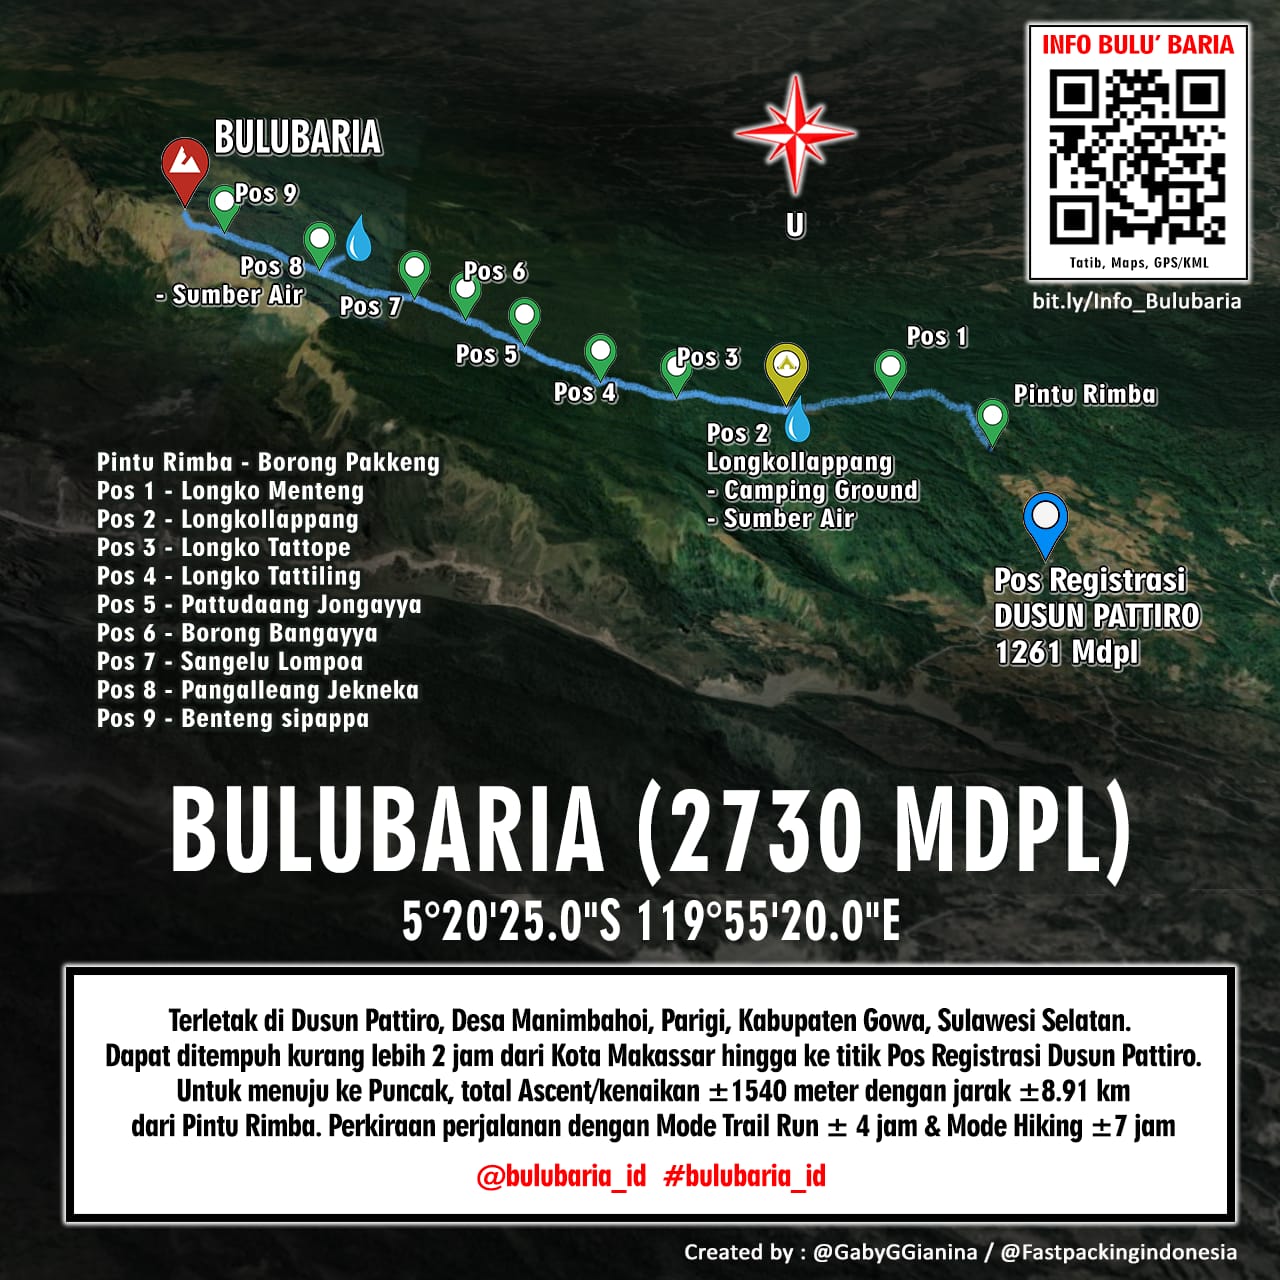 INFO BULU' BARIA
Tatib, Maps, GPS/KML
bit.ly/Info_Bulubaria
BULUBARIA
U
Pos 9
Pos 8
- Sumber Air
Pos 7
Pos 6
Pos 5
Pos 4
Pos 3
Pos 2
Longkollappang
- Camping Ground
- Sumber Air
Pos 1
Pintu Rimba
Pos Registrasi
DUSUN PATTIRO
1261 Mdpl
Pintu Rimba - Borong Pakkeng
Pos 1 - Longko Menteng
Pos 2 - Longkollappang
Pos 3 - Longko Tattope
Pos 4 - Longko Tattiling
Pos 5 - Pattudaang Jongayya
Pos 6 - Borong Bangayya
Pos 7 - Sangelu Lompoa
Pos 8 - Pangalleang Jekneka
Pos 9 - Benteng sipappa
BULUBARIA (2730 MDPL)
5°20'25.0"S 119°55'20.0"E
Terletak di Dusun Pattiro, Desa Manimbahoi, Parigi, Kabupaten Gowa, Sulawesi Selatan.
Dapat ditempuh kurang lebih 2 jam dari Kota Makassar hingga ke titik Pos Registrasi Dusun Pattiro.
Untuk menuju ke Puncak, total Ascent/kenaikan ±1540 meter dengan jarak ±8.91 km
dari Pintu Rimba. Perkiraan perjalanan dengan Mode Trail Run ± 4 jam & Mode Hiking ±7 jam
@bulubaria_id #bulubaria_id
Created by : @GabyGGianina / @Fastpackingindonesia